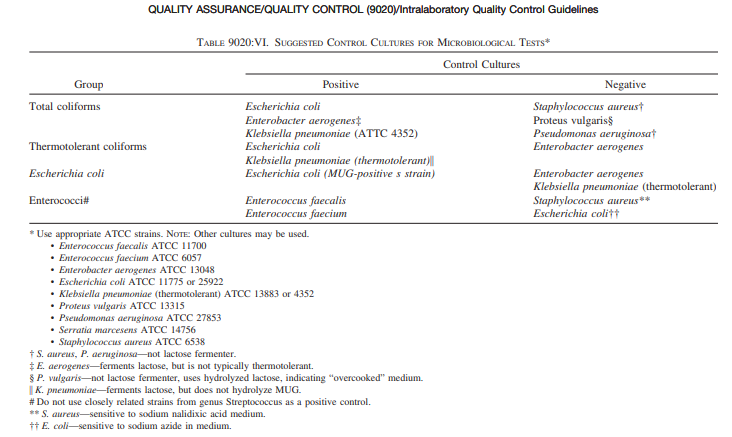 QUALITY ASSURANCE/QUALITY CONTROL (9020)/Intralaboratory Quality Control Guidelines
TABLE 9020:VI. SUGGESTED CONTROL CULTURES FOR MICROBIOLOGICAL TESTS*
Control Cultures
Group Positive Negative
Total coliforms Escherichia coli Staphylococcus aureus†
Enterobacter aerogenes‡ Proteus vulgaris§
Klebsiella pneumoniae (ATTC 4352) Pseudomonas aeruginosa†
Thermotolerant coliforms Escherichia coli Enterobacter aerogenes
Klebsiella pneumoniae (thermotolerant)‖
Escherichia coli Escherichia coli (MUG-positive s strain) Enterobacter aerogenes
Klebsiella pneumoniae (thermotolerant)
Enterococci# Enterococcus faecalis Staphylococcus aureus**
Enterococcus faecium Escherichia coli††
* Use appropriate ATCC strains. NOTE: Other cultures may be used.
• Enterococcus faecalis ATCC 11700
• Enterococcus faecium ATCC 6057
• Enterobacter aerogenes ATCC 13048
• Escherichia coli ATCC 11775 or 25922
• Klebsiella pneumoniae (thermotolerant) ATCC 13883 or 4352
• Proteus vulgaris ATCC 13315
• Pseudomonas aeruginosa ATCC 27853
• Serratia marcesens ATCC 14756
• Staphylococcus aureus ATCC 6538
† S. aureus, P. aeruginosa—not lactose fermenter.
‡ E. aerogenes—ferments lactose, but is not typically thermotolerant.
§ P. vulgaris—not lactose fermenter, uses hydrolyzed lactose, indicating “overcooked” medium.
‖ K. pneumoniae—ferments lactose, but does not hydrolyze MUG.
# Do not use closely related strains from genus Streptococcus as a positive control.
** S. aureus—sensitive to sodium nalidixic acid medium.
†† E. coli—sensitive to sodium azide in medium.